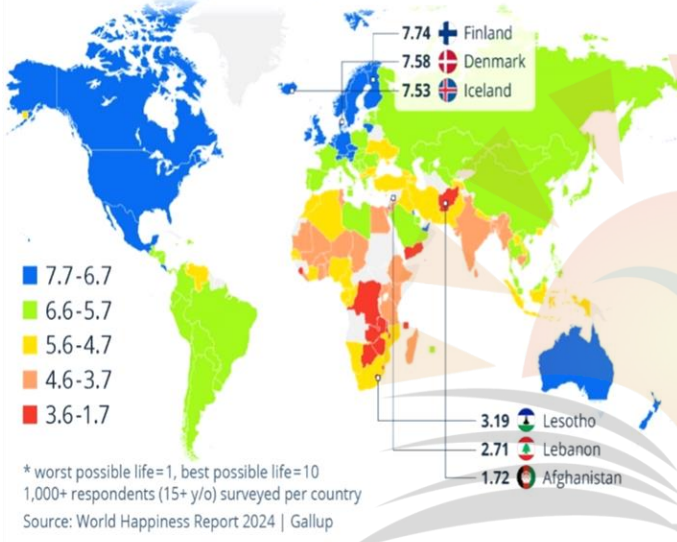 7.74 Finland
7.58 Denmark
7.53 Iceland
7.7-6.7
6.6-5.7
5.6-4.7
4.6-3.7
3.6-1.7
3.19 Lesotho
2.71 Lebanon
1.72 Afghanistan
* worst possible life=1, best possible life=10
1,000+ respondents (15+ y/o) surveyed per country
Source: World Happiness Report 2024 | Gallup